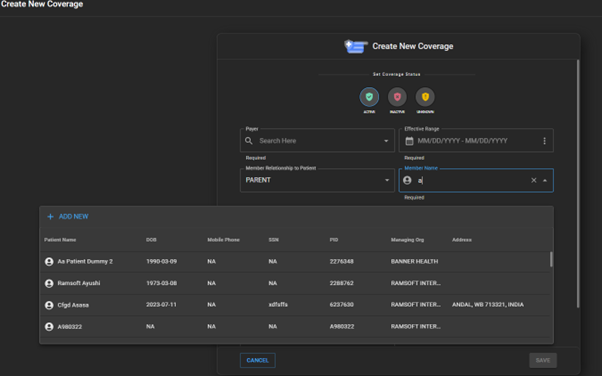 Create New Coverage
Create New Coverage
Set Coverage Status
ACTIVE
INACTIVE
UNKNOWN
Payer
Search Here
Required
Effective Range
MM/DD/YYYY - MM/DD/YYYY
Required
Member Relationship to Patient
PARENT
Member Name
a
Required
ADD NEW
Patient Name DOB Mobile Phone SSN PID Managing Org Address
Aa Patient Dummy 2 1990-03-09 NA NA 2276348 BANNER HEALTH
Ramsoft Ayushi 1973-03-08 NA NA 2288762 RAMSOFT INTER...
Cfgd Asasa 2023-07-11 NA xdfsffs 6237630 RAMSOFT INTER... ANDAL, WB 713321, INDIA
A980322 NA NA NA A980322 RAMSOFT INTER...
CANCEL
SAVE